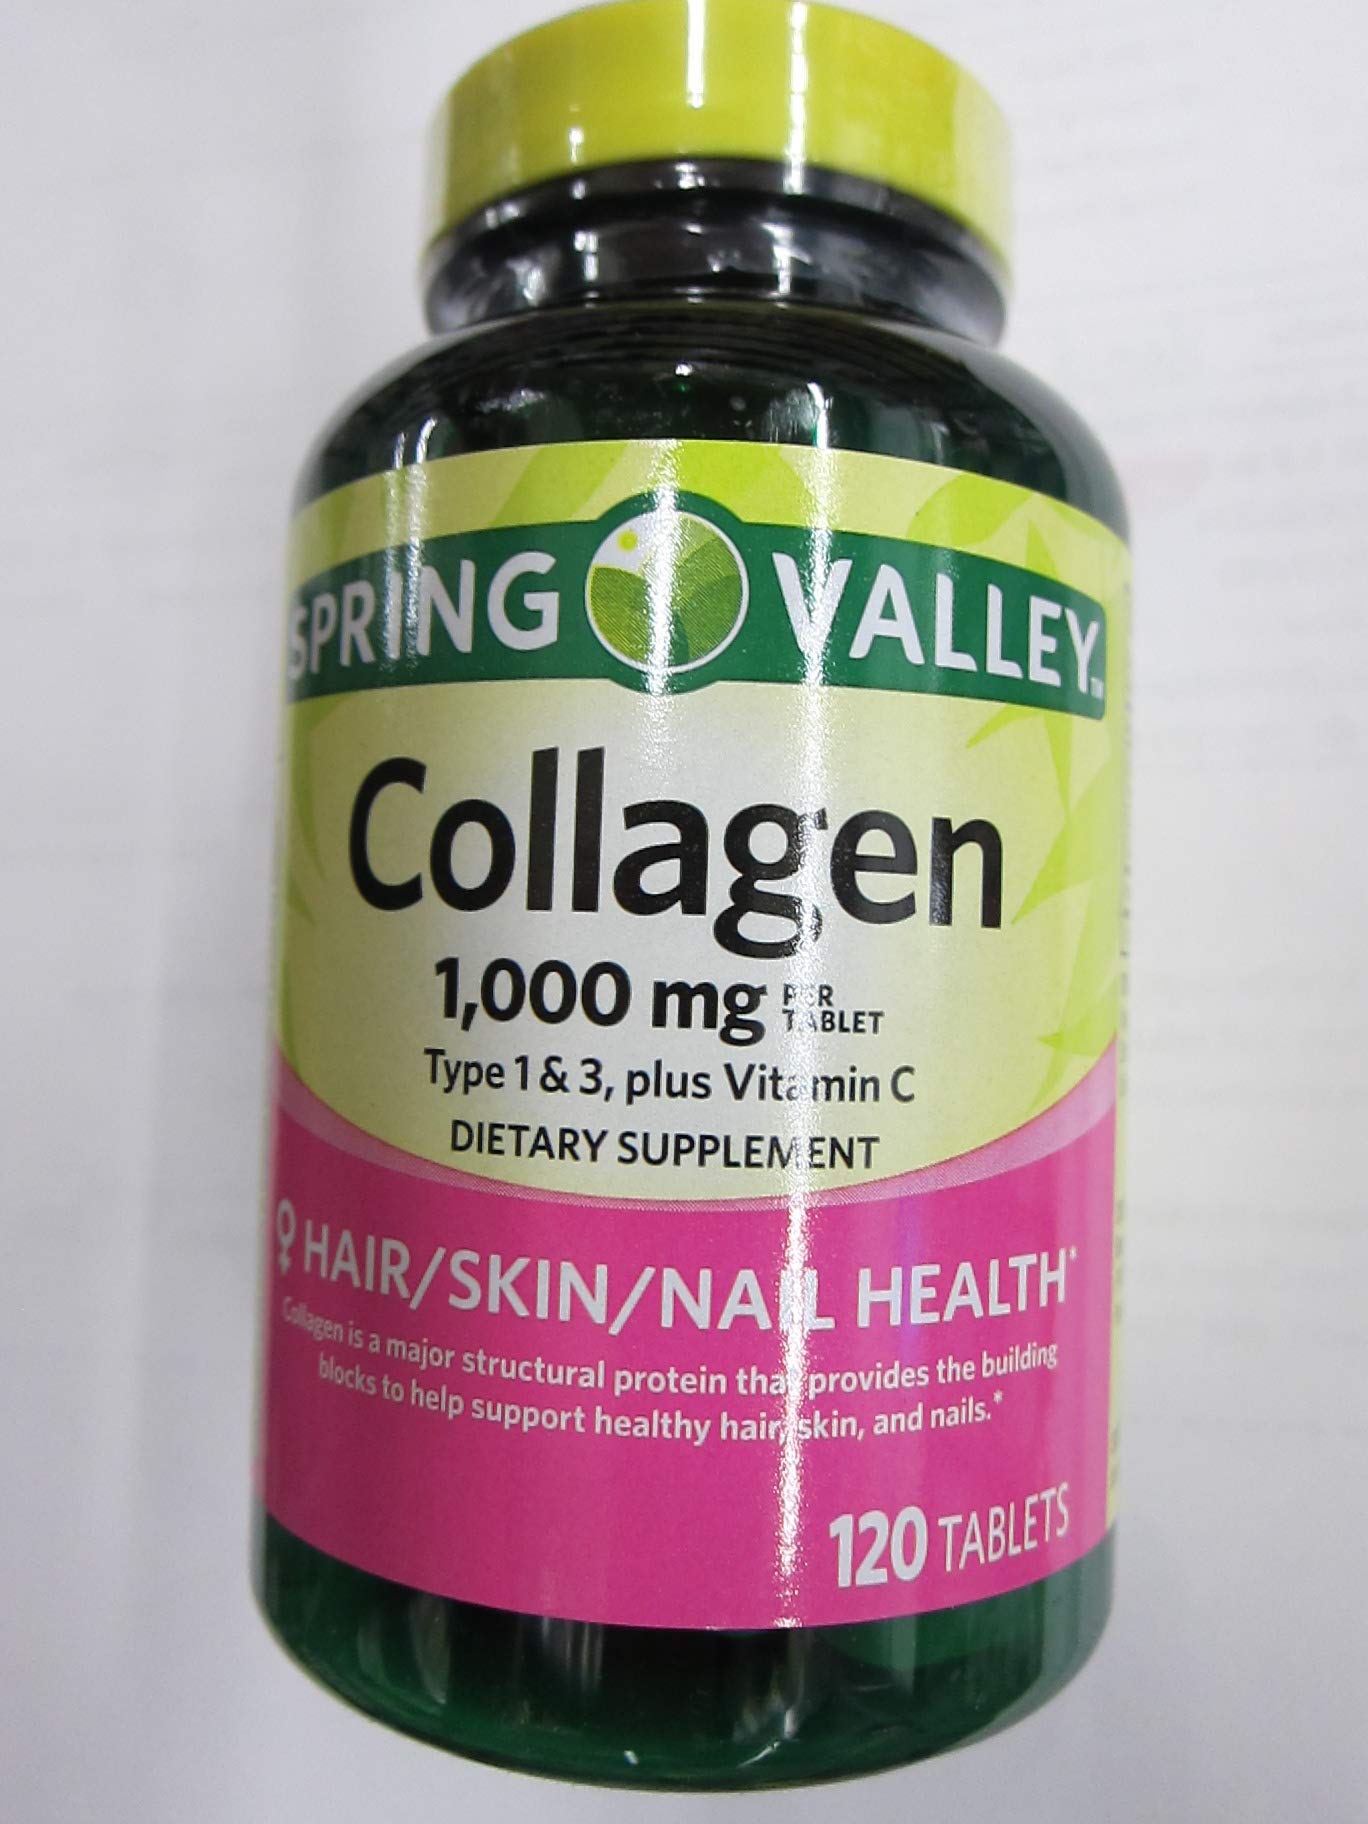 SPRING VALLEY™
Collagen
1,000 mg PER TABLET
Type 1 & 3, plus Vitamin C
DIETARY SUPPLEMENT
♀ HAIR/SKIN/NAIL HEALTH*
Collagen is a major structural protein that provides the building
blocks to help support healthy hair, skin, and nails.*
120 TABLETS